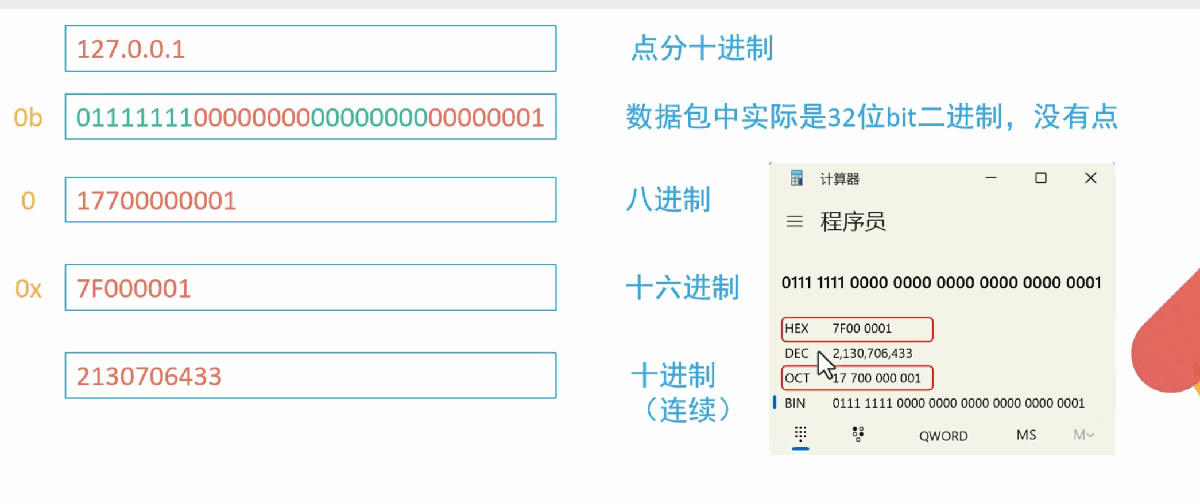 127.0.0.1
点分十进制
0b
01111111000000000000000000000001
数据包中实际是32位bit二进制，没有点
0
17700000001
八进制
0x
7F000001
十六进制
2130706433
十进制
（连续）
计算器
程序员
0111 1111 0000 0000 0000 0000 0000 0001
HEX 7F00 0001
DEC 2,130,706,433
OCT 17 700 000 001
BIN 0111 1111 0000 0000 0000 0000 0000 0001
QWORD MS M